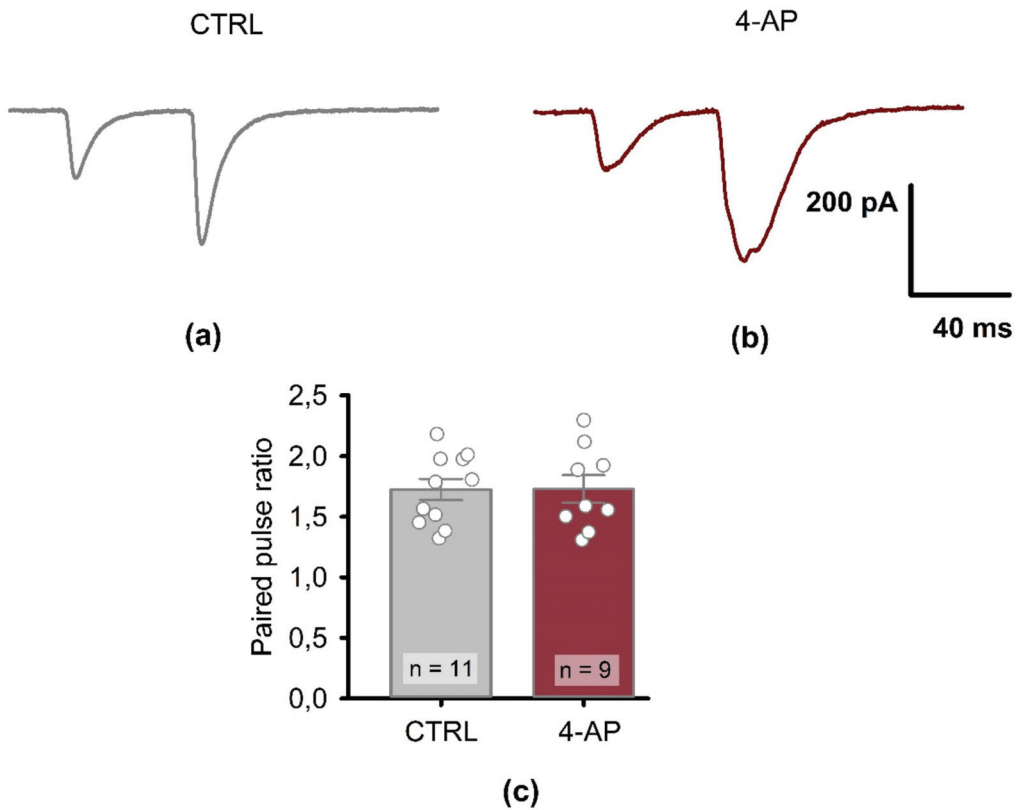 CTRL
4-AP
200 pA
40 ms
(a)
(b)
Paired pulse ratio
2,5
2,0
1,5
1,0
0,5
0,0
n = 11
n = 9
CTRL
4-AP
(c)